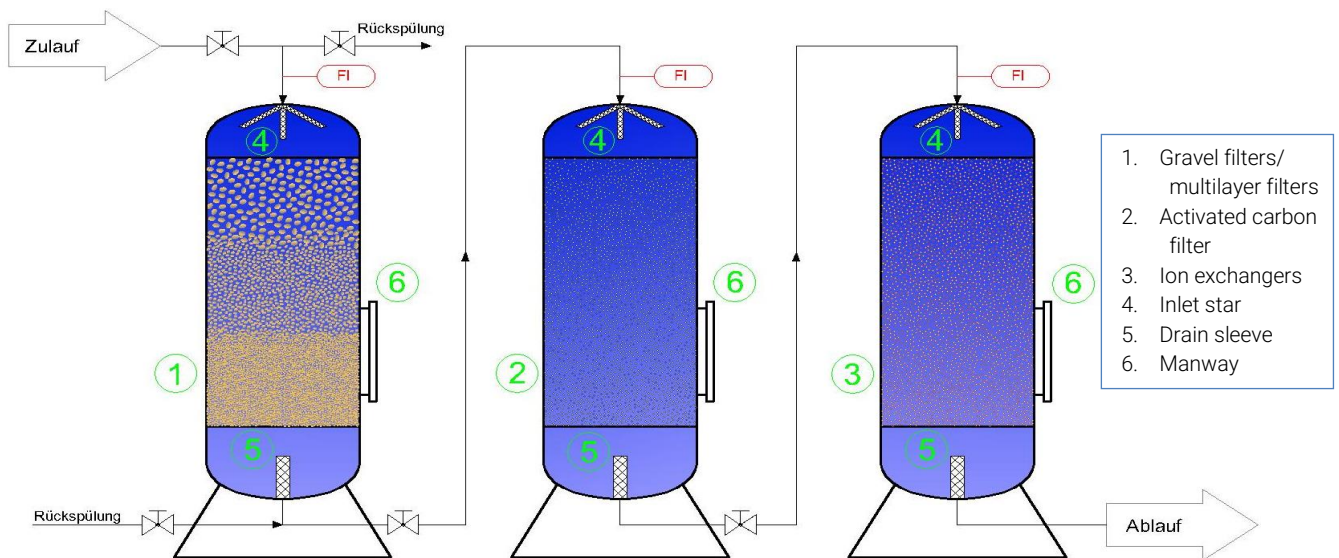 Zulauf
Rückspülung
FI
FI
FI
4
4
4
6
6
6
1
2
3
5
5
5
Rückspülung
Ablauf
1. Gravel filters/
multilayer filters
2. Activated carbon
filter
3. Ion exchangers
4. Inlet star
5. Drain sleeve
6. Manway